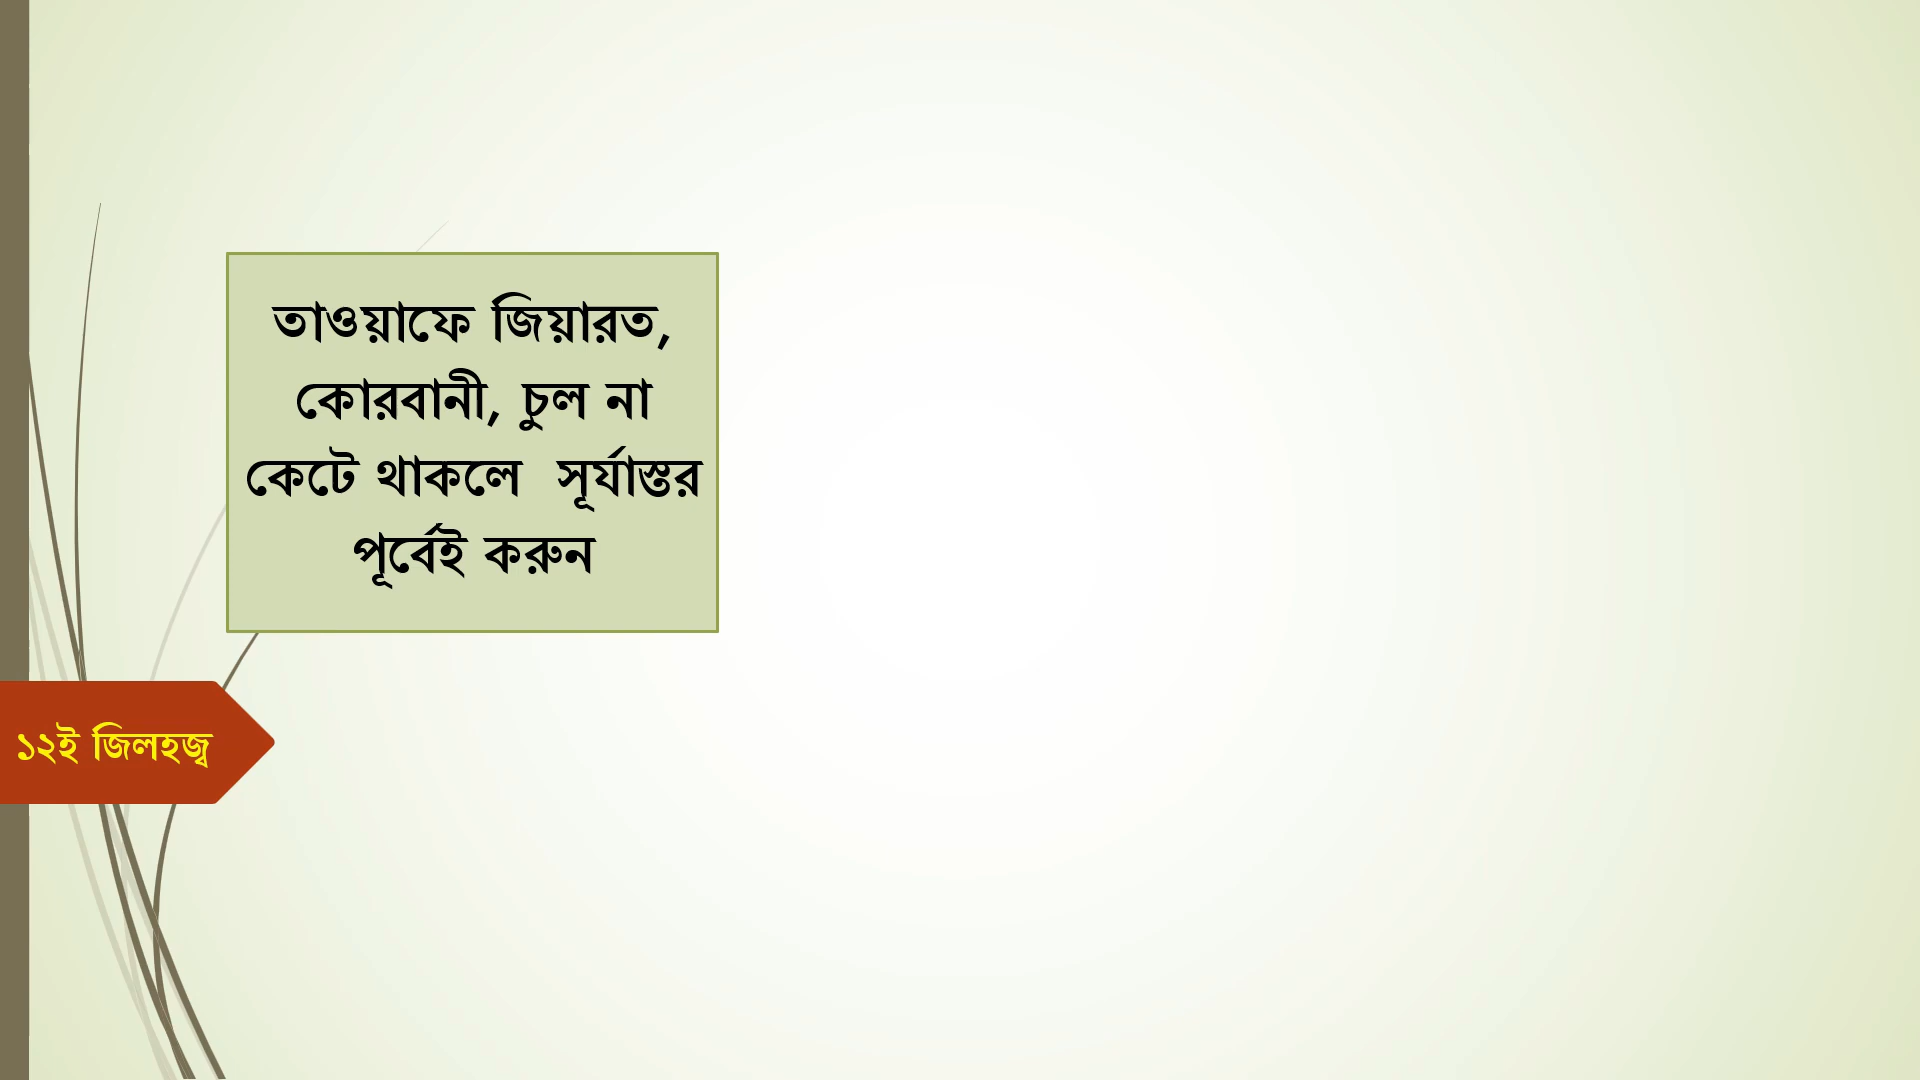 তাওয়াফে জিয়ারত,
কোরবানী, চুল না
কেটে থাকলে সূর্যাস্তর
পূর্বেই করুন
১২ই জিলহজ্ব